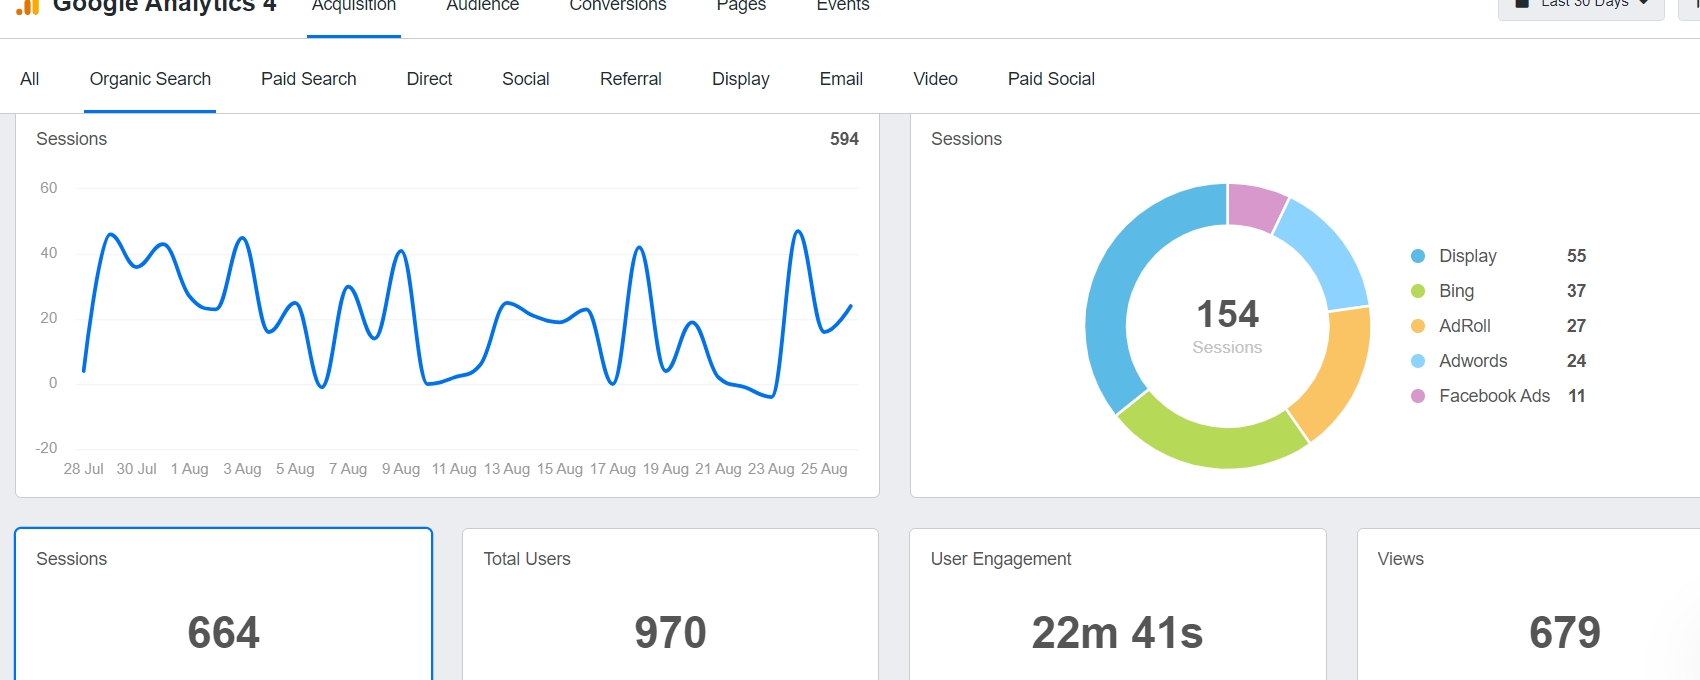 Google Analytics 4
Acquisition Audience Conversions Pages Events
Last 30 Days
All Organic Search Paid Search Direct Social Referral Display Email Video Paid Social
Sessions 594
60
40
20
0
-20
28 Jul 30 Jul 1 Aug 3 Aug 5 Aug 7 Aug 9 Aug 11 Aug 13 Aug 15 Aug 17 Aug 19 Aug 21 Aug 23 Aug 25 Aug
Sessions
154
Sessions
Display 55
Bing 37
AdRoll 27
Adwords 24
Facebook Ads 11
Sessions
664
Total Users
970
User Engagement
22m 41s
Views
679